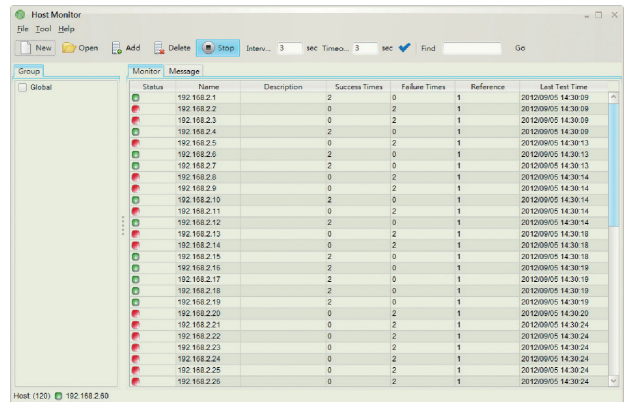 Host Monitor
File Tool Help
New Open Add Delete Stop Interv... 3 sec Timeo... 3 sec Find Go
Group Monitor Message
Global
Status Name Description Success Times Failure Times Reference Last Test Time
192.168.2.1 2 0 1 2012/09/05 14:30:09
192.168.2.2 0 2 1 2012/09/05 14:30:09
192.168.2.3 0 2 1 2012/09/05 14:30:09
192.168.2.4 2 0 1 2012/09/05 14:30:09
192.168.2.5 0 2 1 2012/09/05 14:30:13
192.168.2.6 2 0 1 2012/09/05 14:30:13
192.168.2.7 2 0 1 2012/09/05 14:30:13
192.168.2.8 0 2 1 2012/09/05 14:30:14
192.168.2.9 0 2 1 2012/09/05 14:30:14
192.168.2.10 2 0 1 2012/09/05 14:30:14
192.168.2.11 0 2 1 2012/09/05 14:30:14
192.168.2.12 2 0 1 2012/09/05 14:30:14
192.168.2.13 0 2 1 2012/09/05 14:30:18
192.168.2.14 0 2 1 2012/09/05 14:30:18
192.168.2.15 2 0 1 2012/09/05 14:30:18
192.168.2.16 2 0 1 2012/09/05 14:30:19
192.168.2.17 2 0 1 2012/09/05 14:30:19
192.168.2.18 2 0 1 2012/09/05 14:30:19
192.168.2.19 2 0 1 2012/09/05 14:30:19
192.168.2.20 0 2 1 2012/09/05 14:30:20
192.168.2.21 0 2 1 2012/09/05 14:30:24
192.168.2.22 0 2 1 2012/09/05 14:30:24
192.168.2.23 0 2 1 2012/09/05 14:30:24
192.168.2.24 0 2 1 2012/09/05 14:30:24
192.168.2.25 0 2 1 2012/09/05 14:30:24
192.168.2.26 0 2 1 2012/09/05 14:30:24
Host (120) 192.168.2.60